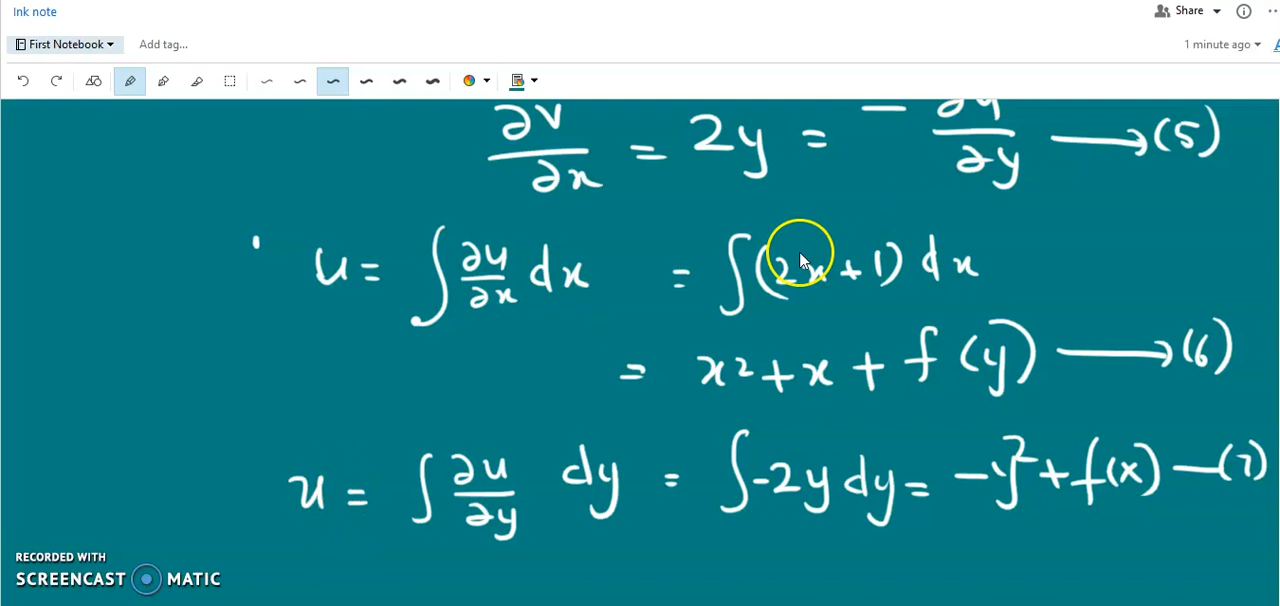 Ink note
Share
First Notebook
Add tag...
1 minute ago
∂v/∂x = 2y = -∂u/∂y ⟶(5)
u = ∫ ∂u/∂x dx = ∫(2x+1) dx
= x²+x + f(y) ⟶(6)
u = ∫ ∂u/∂y dy = ∫-2y dy = -y²+f(x) —(7)
RECORDED WITH
SCREENCAST MATIC